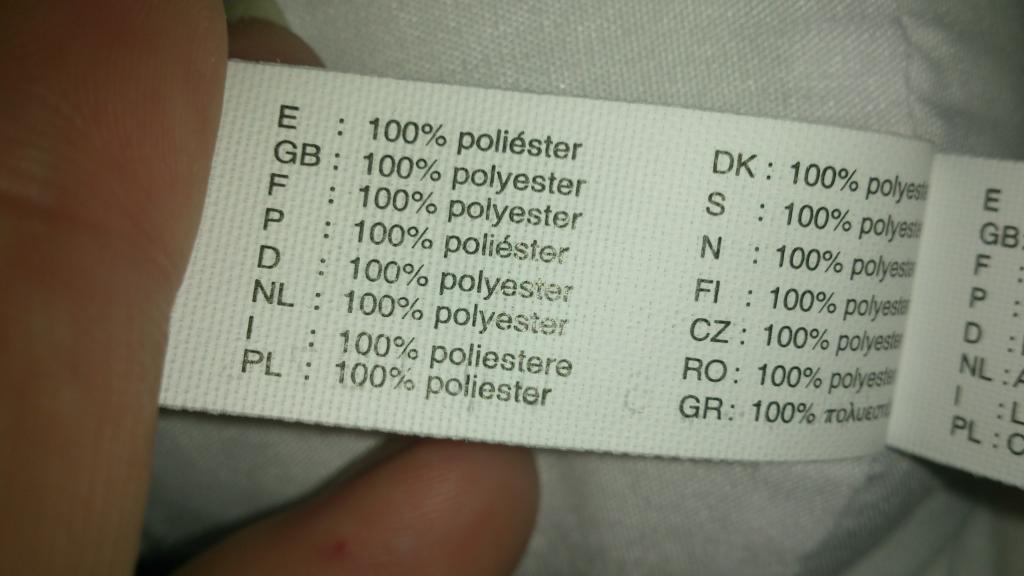 E : 100% poliéster
GB : 100% polyester
F : 100% polyester
P : 100% poliéster
D : 100% polyester
NL : 100% polyester
I : 100% poliestere
PL : 100% poliester
DK : 100%
S : 100%
N : 100%
FI : 100%
CZ : 100%
RO : 100%
GR : 100%
E
GB
F :
P :
D :
NL :
I :
PL :